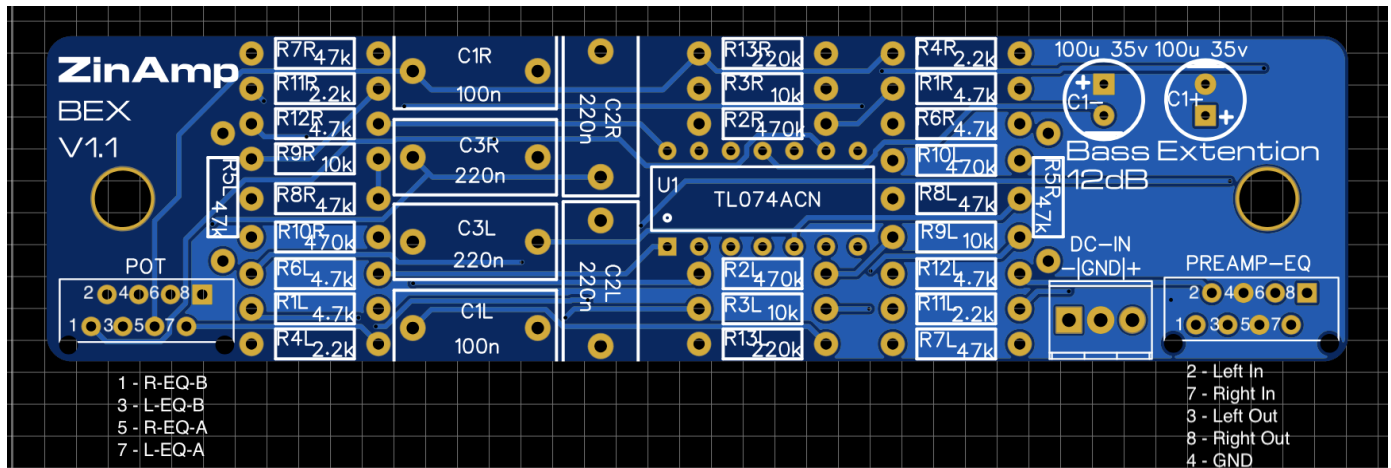 ZinAmp
BEX
V1.1
R7R 47k
R11R 2.2k
R12R 4.7k
R9R 10k
R8R 47k
R10R 470k
R6L 4.7k
R1L 4.7k
R4L 2.2k
R5L 47k
POT
2 4 6 8
1 3 5 7
C1R
100n
C3R
220n
C3L
220n
C1L
100n
C2R
220n
C2L
220n
R13R 220k
R3R 10k
R2R 470k
U1
TL074ACN
R2L 470k
R3L 10k
R13L 220k
R4R 2.2k
R1R 4.7k
R6R 4.7k
R10L 470k
R8L 47k
R9L 10k
R12L 4.7k
R11L 2.2k
R7L 47k
R5R 47k
100u 35v 100u 35v
+
C1- C1+
+
Bass Extention
12dB
DC-IN
-|GND|+
PREAMP-EQ
2 4 6 8
1 3 5 7
1 - R-EQ-B
3 - L-EQ-B
5 - R-EQ-A
7 - L-EQ-A
2 - Left In
7 - Right In
3 - Left Out
8 - Right Out
4 - GND